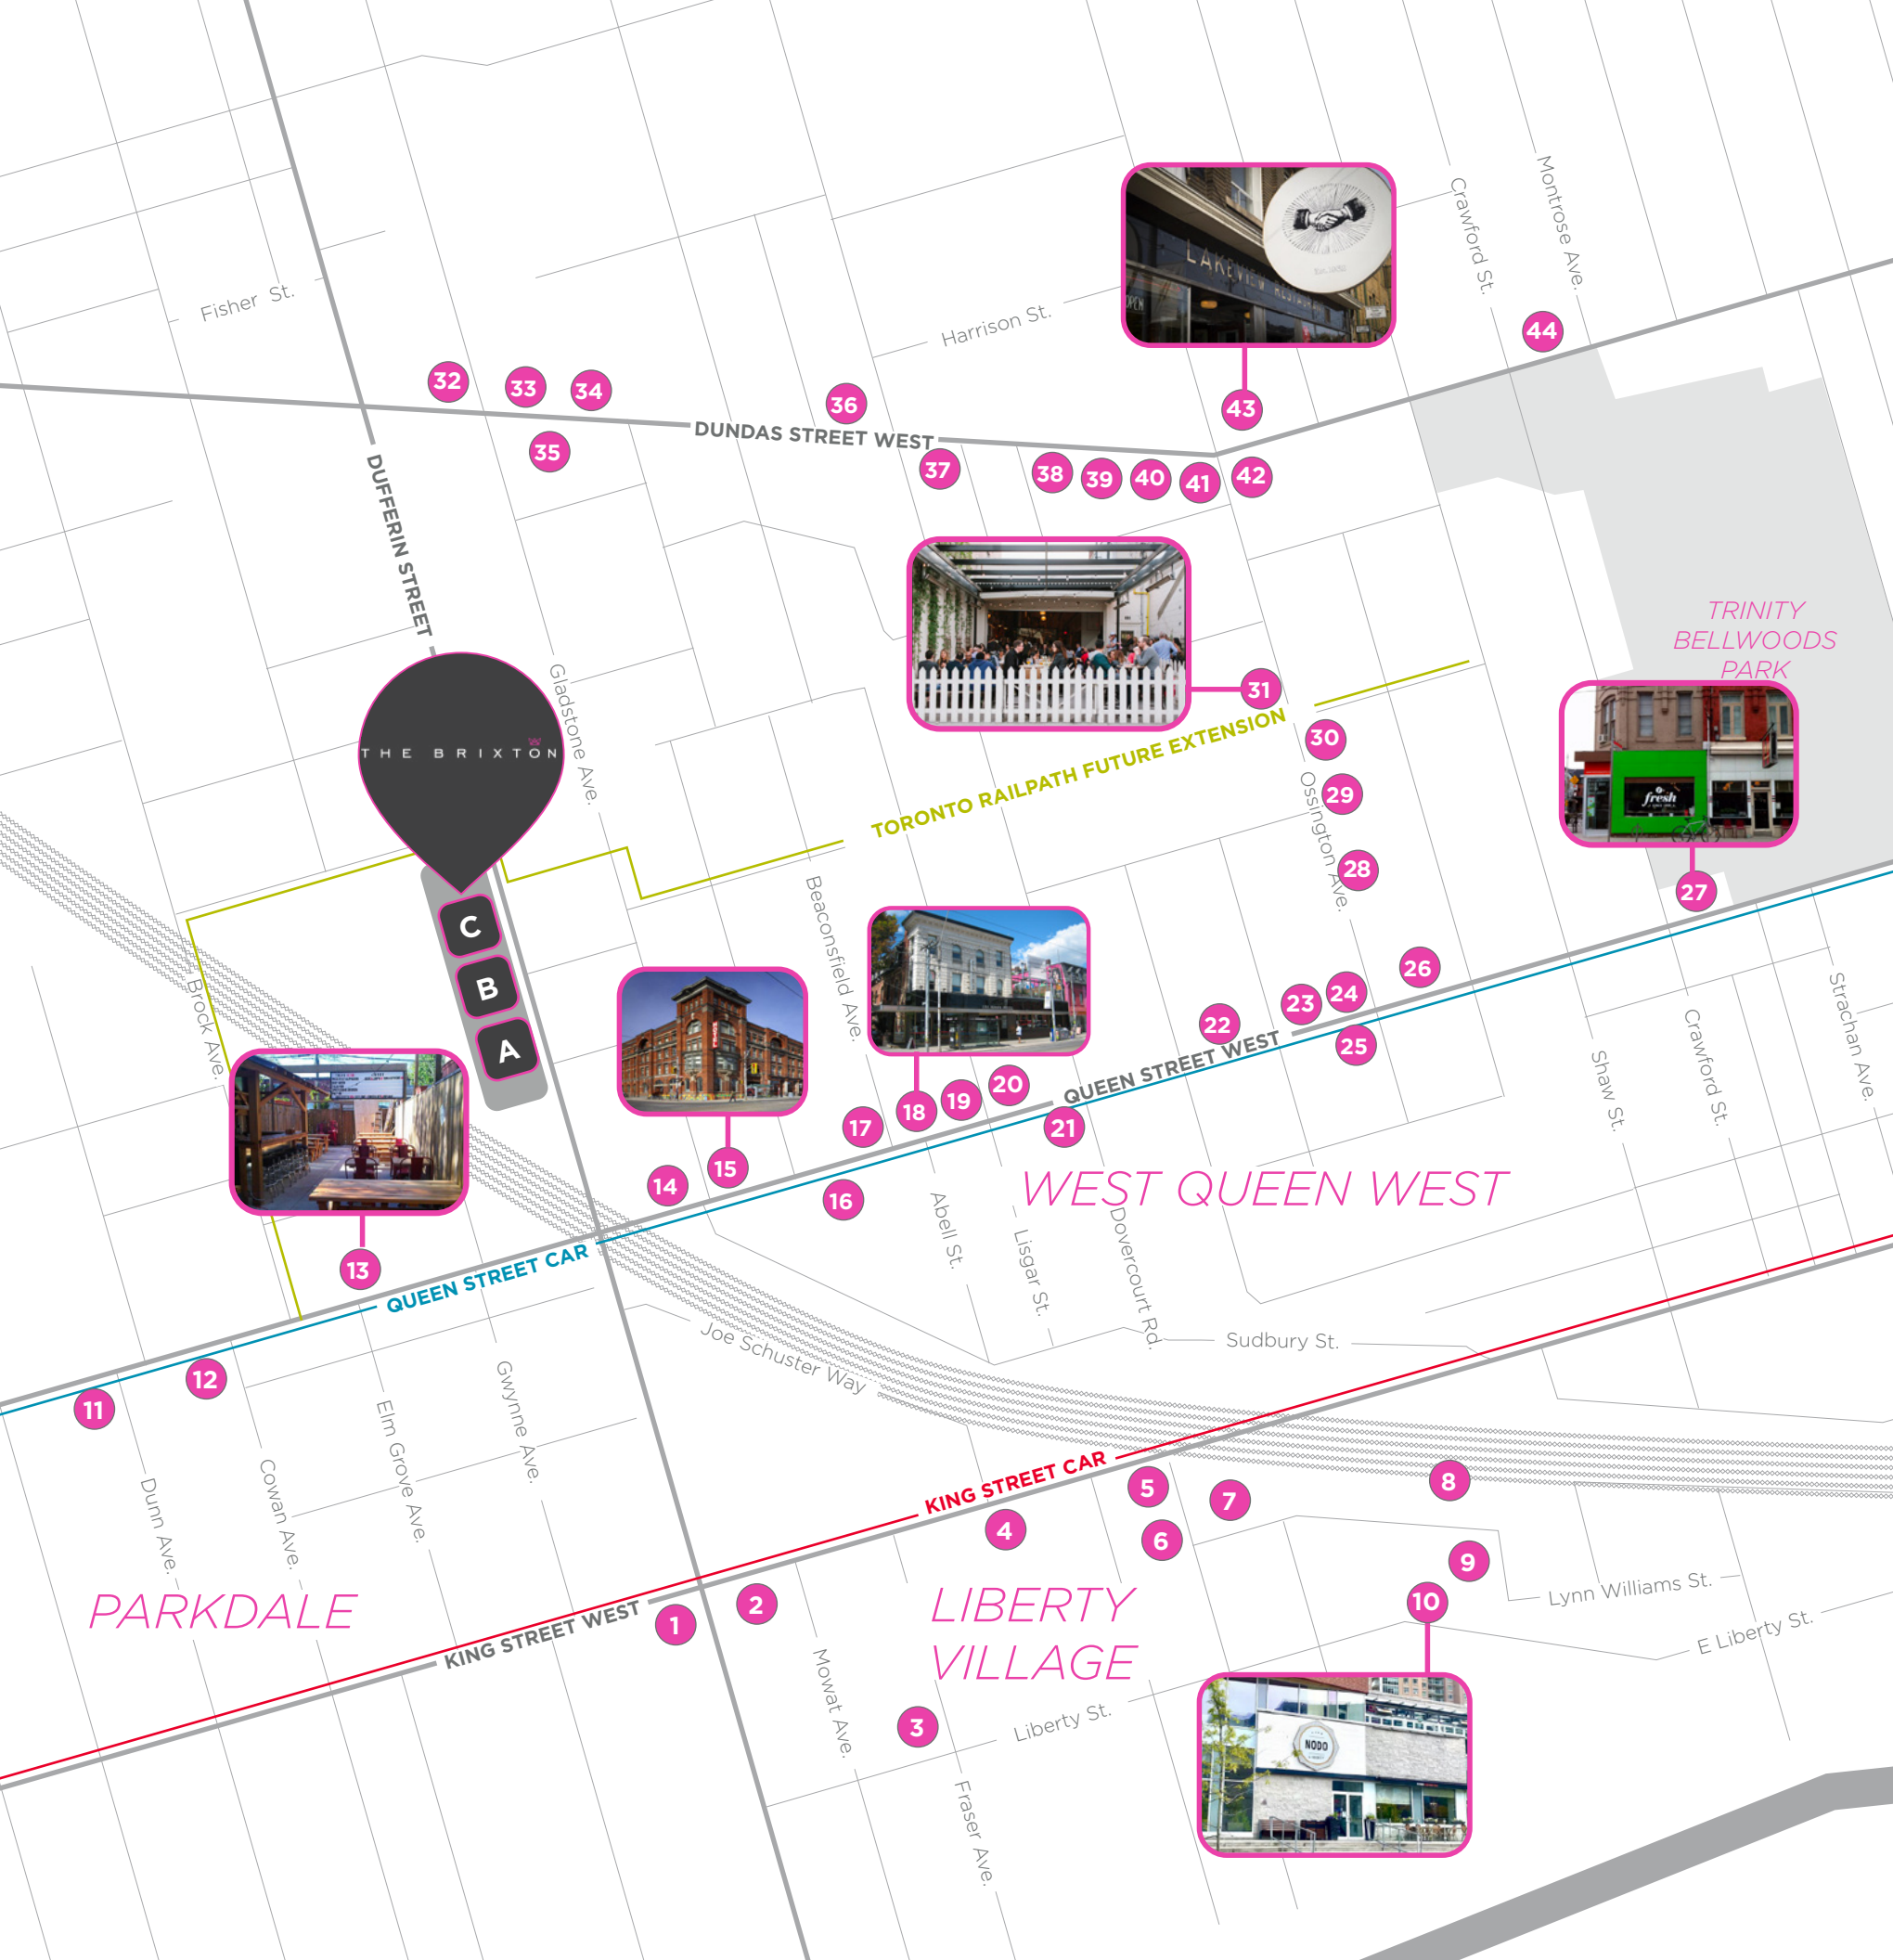 Montrose Ave.
Crawford St.
LAKEVIEW RESTAURANT
OPEN
Fisher St.
Harrison St.
44
32
33
34
36
43
DUNDAS STREET WEST
35
37
38
39
40
41
42
DUFFERIN STREET
TRINITY
BELLWOODS
PARK
Gladstone Ave.
31
TORONTO RAILPATH FUTURE EXTENSION
30
THE BRIXTON
29
Ossington Ave.
fresh
28
27
Beaconsfield Ave.
C
B
A
Brock Ave.
26
24
23
22
25
QUEEN STREET WEST
Strachan Ave.
Crawford St.
Shaw St.
20
19
18
17
21
15
14
16
WEST QUEEN WEST
13
QUEEN STREET CAR
Abell St.
Lisgar St.
Dovercourt Rd.
Sudbury St.
Joe Schuster Way
12
11
Gwynne Ave.
Elm Grove Ave.
Cowan Ave.
Dunn Ave.
KING STREET CAR
5
7
8
4
6
9
Lynn Williams St.
10
E Liberty St.
PARKDALE
LIBERTY
VILLAGE
KING STREET WEST
1
2
Mowat Ave.
3
Liberty St.
NODO
Fraser Ave.